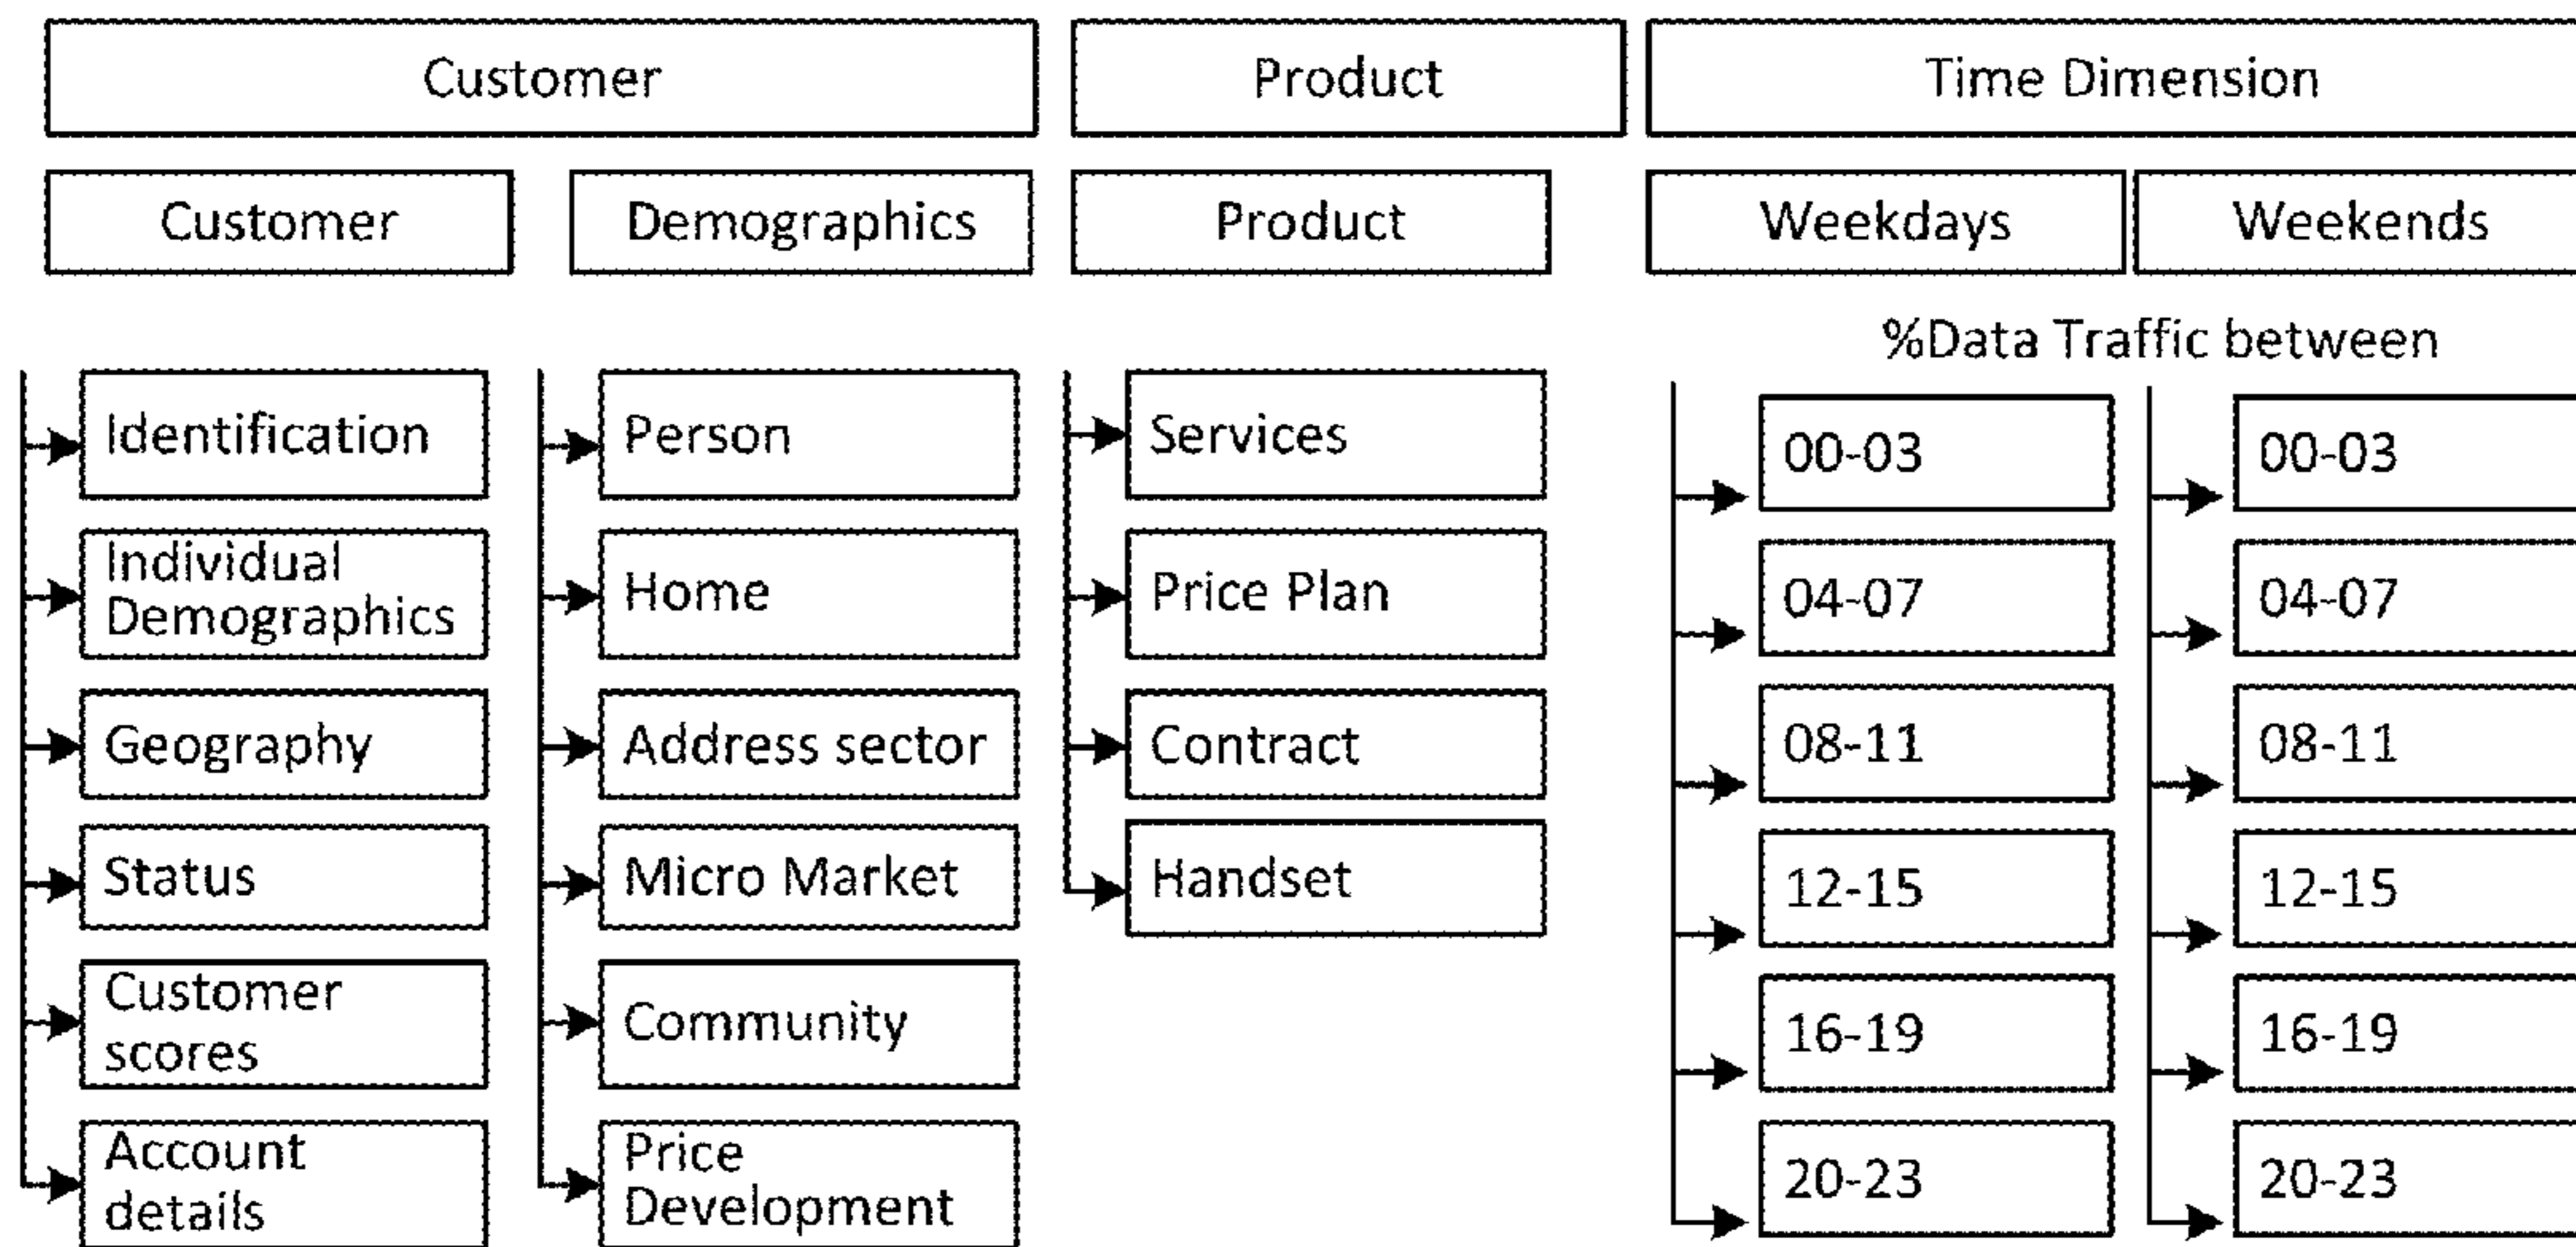 Customer
Product
Time Dimension
Customer
Demographics
Product
Weekdays
Weekends
%Data Traffic between
Identification
Individual
Demographics
Geography
Status
Customer
scores
Account
details
Person
Home
Address sector
Micro Market
Community
Price
Development
Services
Price Plan
Contract
Handset
00-03
04-07
08-11
12-15
16-19
20-23
00-03
04-07
08-11
12-15
16-19
20-23